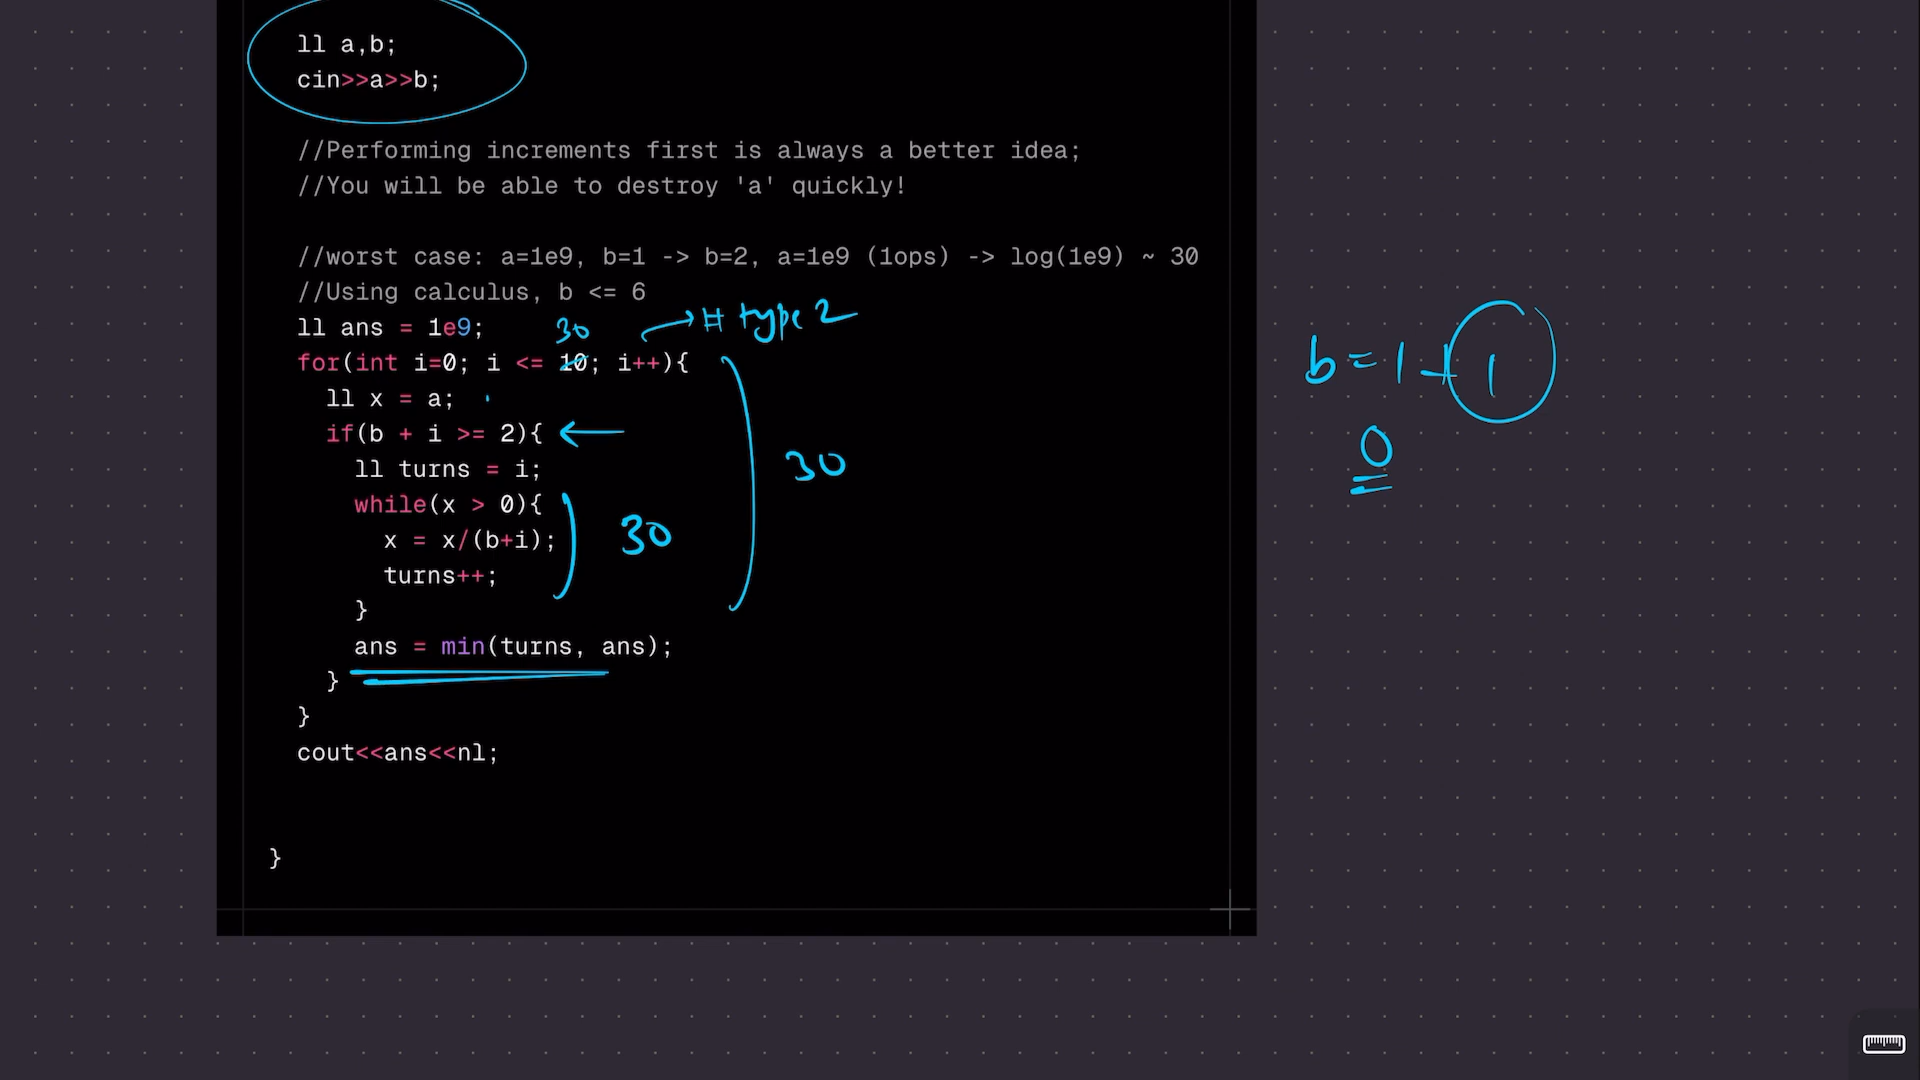 ll a,b;
cin>>a>>b;
//Performing increments first is always a better idea;
//You will be able to destroy 'a' quickly!
//worst case: a=1e9, b=1 -> b=2, a=1e9 (1ops) -> log(1e9) ~ 30
//Using calculus, b <= 6
ll ans = 1e9;
30
# type 2
for(int i=0; i <= 10; i++){
ll x = a;
if(b + i >= 2){
ll turns = i;
while(x > 0){
x = x/(b+i);
turns++;
}
30
30
ans = min(turns, ans);
}
}
cout<<ans<<nl;
}
b = 1 + 1
0